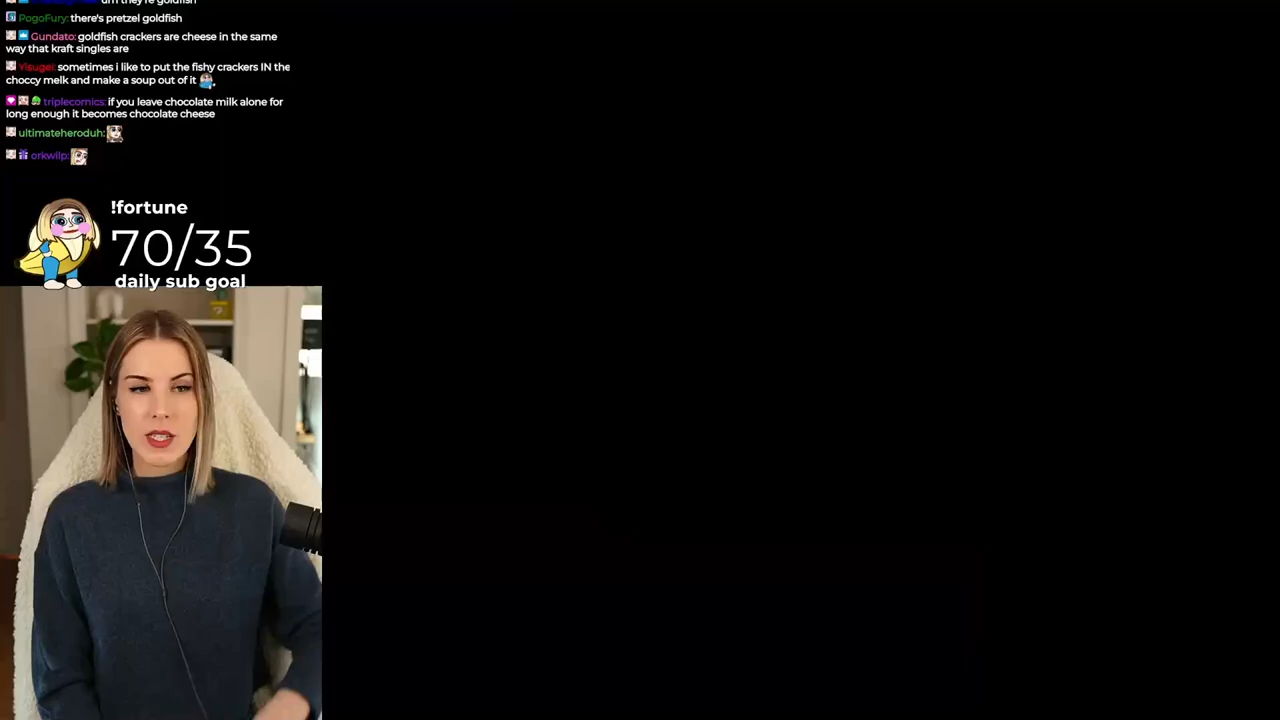 um they're goldfish
PogoFury: there's pretzel goldfish
Gundato: goldfish crackers are cheese in the same
way that kraft singles are
Yisugei: sometimes i like to put the fishy crackers IN the
choccy melk and make a soup out of it
triplecomics: if you leave chocolate milk alone for
long enough it becomes chocolate cheese
ultimateheroduh:
orkwilp:
!fortune
70/35
daily sub goal